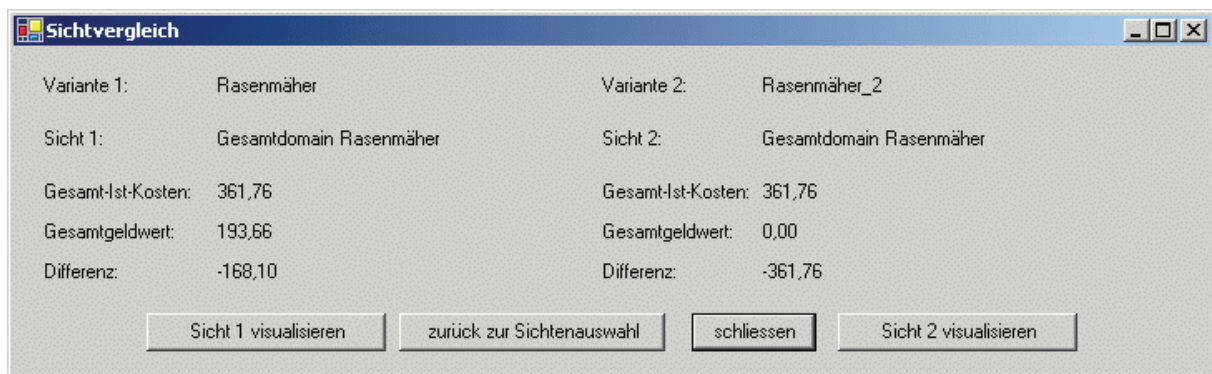 Sichtvergleich
Variante 1: Rasenmäher Variante 2: Rasenmäher_2
Sicht 1: Gesamtdomain Rasenmäher Sicht 2: Gesamtdomain Rasenmäher
Gesamt-Ist-Kosten: 361,76 Gesamt-Ist-Kosten: 361,76
Gesamtgeldwert: 193,66 Gesamtgeldwert: 0,00
Differenz: -168,10 Differenz: -361,76
Sicht 1 visualisieren zurück zur Sichtenauswahl schliessen Sicht 2 visualisieren